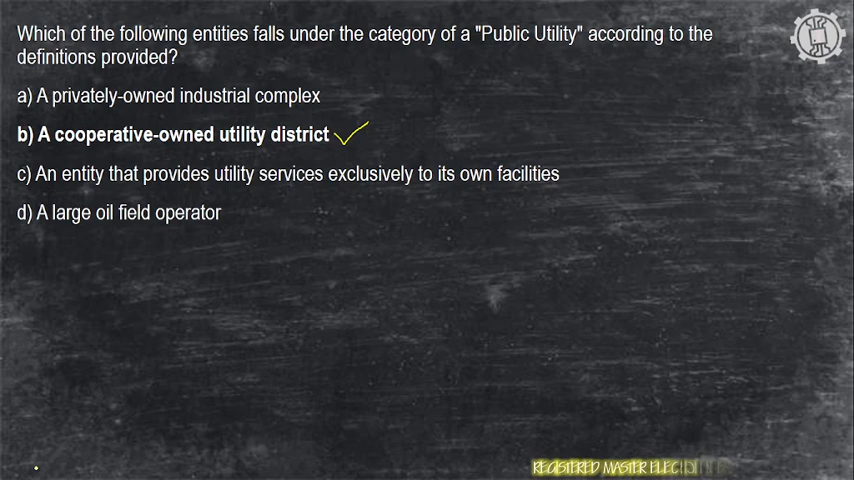 Which of the following entities falls under the category of a "Public Utility" according to the
definitions provided?
a) A privately-owned industrial complex
b) A cooperative-owned utility district
c) An entity that provides utility services exclusively to its own facilities
d) A large oil field operator
REGISTERED MASTER